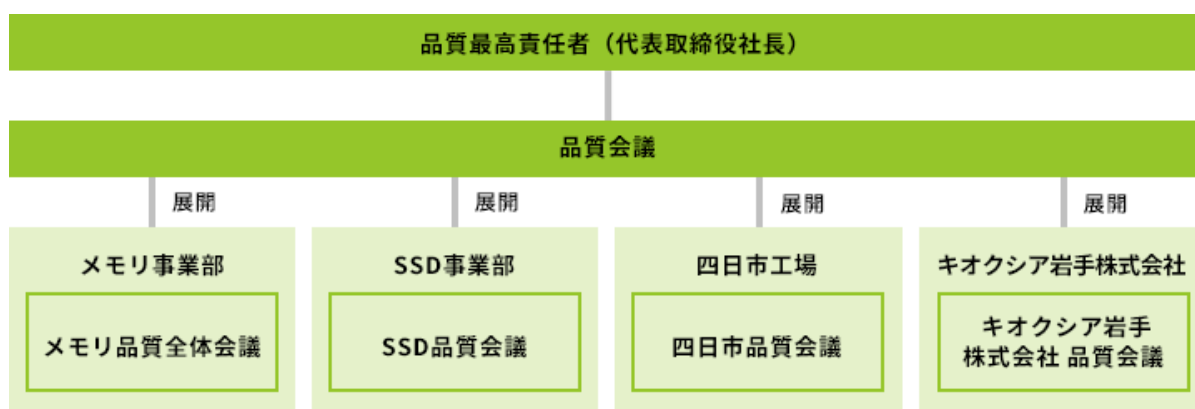 品質最高責任者（代表取締役社長）
品質会議
展開
展開
展開
展開
メモリ事業部
SSD事業部
四日市工場
キオクシア岩手株式会社
メモリ品質全体会議
SSD品質会議
四日市品質会議
キオクシア岩手
株式会社 品質会議